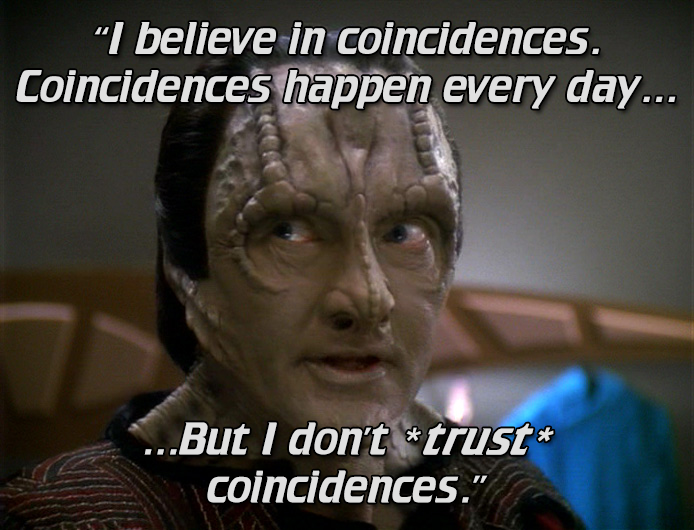 “I believe in coincidences.
Coincidences happen every day...
...But I don't *trust*
coincidences.”